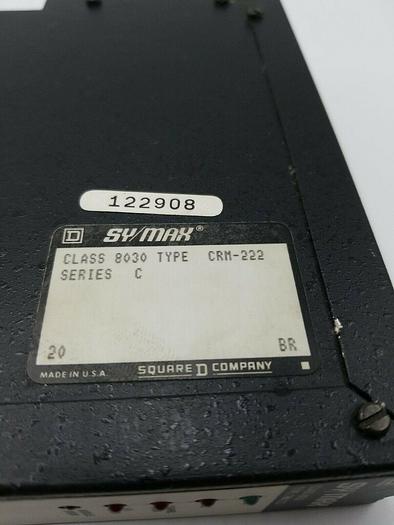 122908
SY/MAX®
CLASS 8030 TYPE CRM-222
SERIES C
20 BR
MADE IN U.S.A. SQUARE D COMPANY